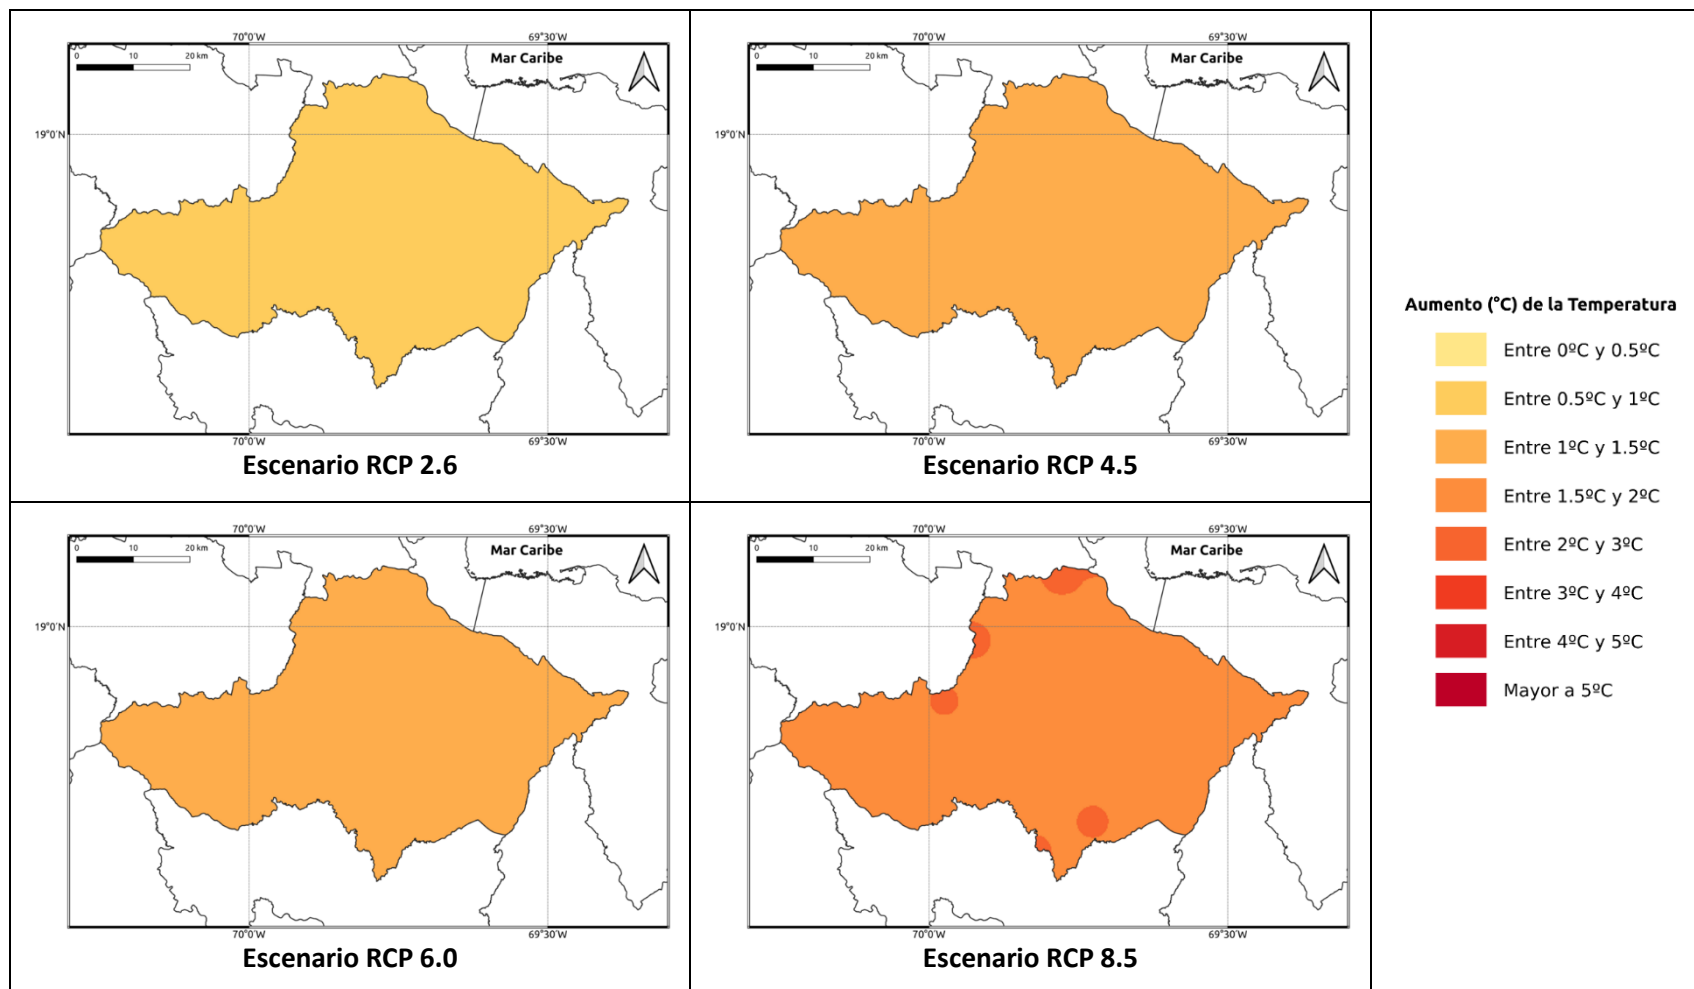 70°0'W 69°30'W
0 10 20 km
Mar Caribe
19°0'N
70°0'W 69°30'W
Escenario RCP 2.6
70°0'W 69°30'W
0 10 20 km
Mar Caribe
19°0'N
70°0'W 69°30'W
Escenario RCP 4.5
70°0'W 69°30'W
0 10 20 km
Mar Caribe
19°0'N
70°0'W 69°30'W
Escenario RCP 6.0
70°0'W 69°30'W
0 10 20 km
Mar Caribe
19°0'N
70°0'W 69°30'W
Escenario RCP 8.5
Aumento (°C) de la Temperatura
Entre 0ºC y 0.5ºC
Entre 0.5ºC y 1ºC
Entre 1ºC y 1.5ºC
Entre 1.5ºC y 2ºC
Entre 2ºC y 3ºC
Entre 3ºC y 4ºC
Entre 4ºC y 5ºC
Mayor a 5ºC